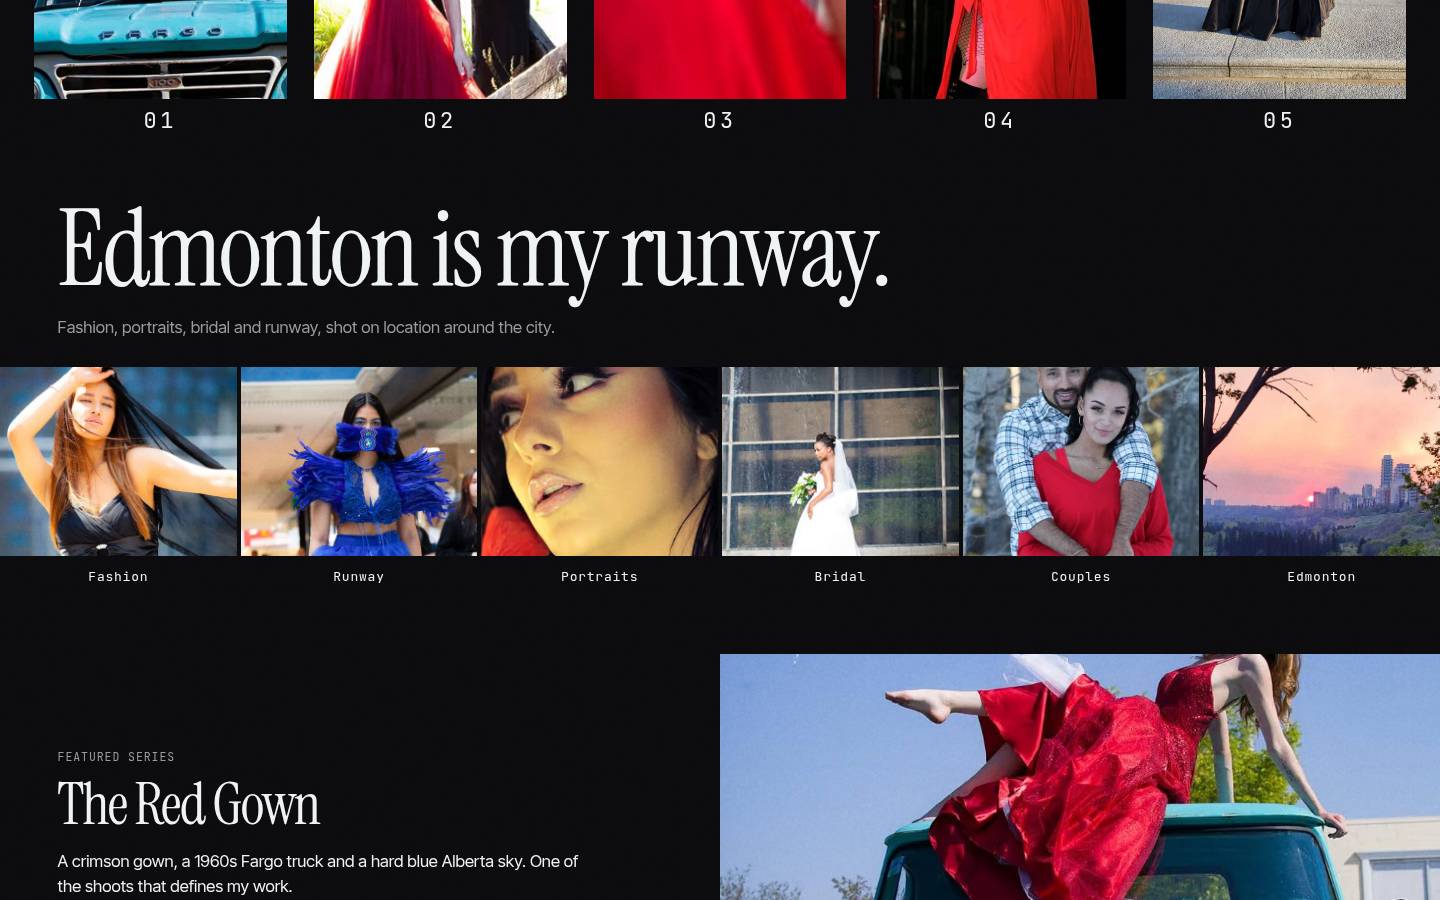 FARGO
01
02
03
04
05
Edmonton is my runway.
Fashion, portraits, bridal and runway, shot on location around the city.
Fashion
Runway
Portraits
Bridal
Couples
Edmonton
FEATURED SERIES
The Red Gown
A crimson gown, a 1960s Fargo truck and a hard blue Alberta sky. One of
the shoots that defines my work.